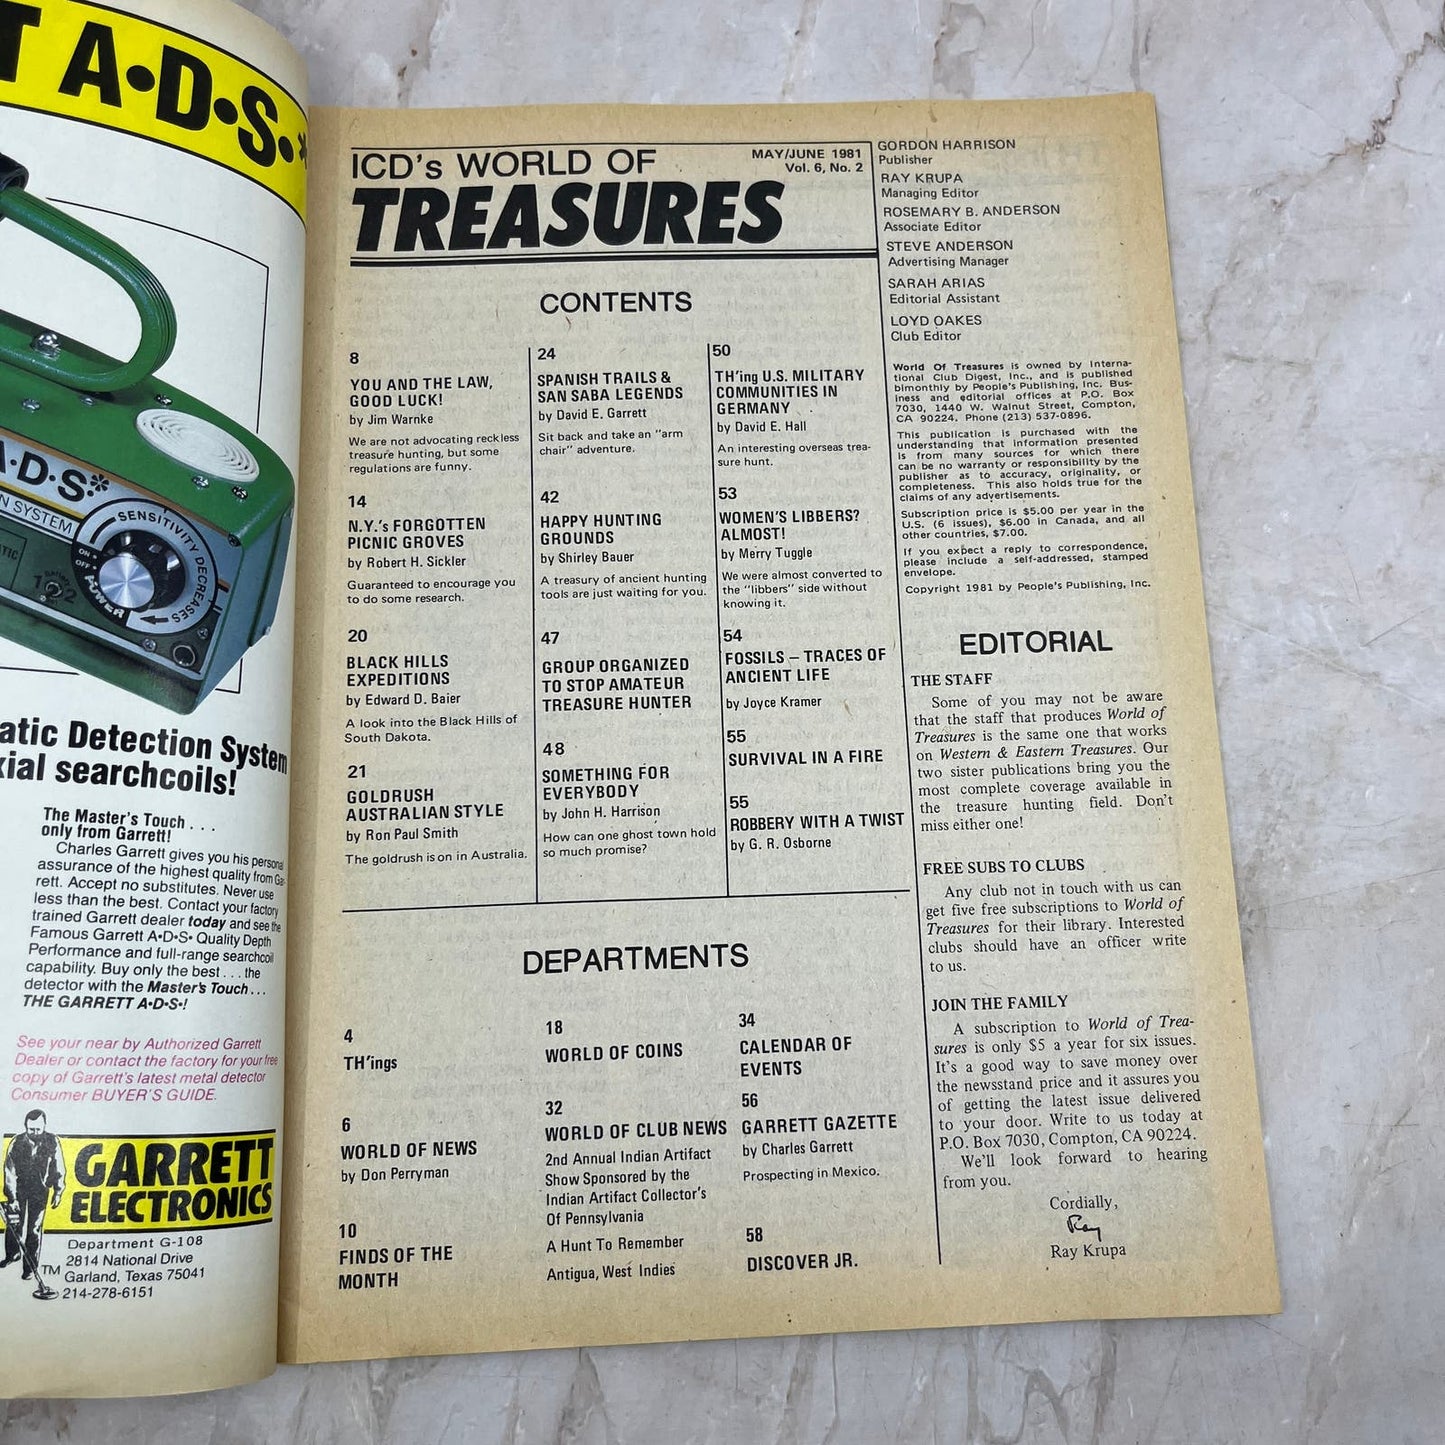 T A•D•S•*
A•D•S•*
SYSTEM
SENSITIVITY DECREASES
ON
OFF
POWER
1
2
Detection System
searchcoils!
The Master's Touch . . .
only from Garrett!
Charles Garrett gives you his personal
assurance of the highest quality from Gar-
rett. Accept no substitutes. Never use
less than the best. Contact your factory
trained Garrett dealer today and see the
Famous Garrett A•D•S• Quality Depth
Performance and full-range searchcoil
capability. Buy only the best . . . the
detector with the Master's Touch . . .
THE GARRETT A•D•S•!
See your near by Authorized Garrett
Dealer or contact the factory for your free
copy of Garrett's latest metal detector
Consumer BUYER'S GUIDE.
GARRETT
ELECTRONICS
TM
Department G-108
2814 National Drive
Garland, Texas 75041
214-278-6151
ICD's WORLD OF
TREASURES
MAY/JUNE 1981
Vol. 6, No. 2
CONTENTS
8
YOU AND THE LAW,
GOOD LUCK!
by Jim Warnke
We are not advocating reckless
treasure hunting, but some
regulations are funny.
14
N.Y.'s FORGOTTEN
PICNIC GROVES
by Robert H. Sickler
Guaranteed to encourage you
to do some research.
20
BLACK HILLS
EXPEDITIONS
by Edward D. Baier
A look into the Black Hills of
South Dakota.
21
GOLDRUSH
AUSTRALIAN STYLE
by Ron Paul Smith
The goldrush is on in Australia.
24
SPANISH TRAILS &
SAN SABA LEGENDS
by David E. Garrett
Sit back and take an "arm
chair" adventure.
42
HAPPY HUNTING
GROUNDS
by Shirley Bauer
A treasury of ancient hunting
tools are just waiting for you.
47
GROUP ORGANIZED
TO STOP AMATEUR
TREASURE HUNTER
48
SOMETHING FOR
EVERYBODY
by John H. Harrison
How can one ghost town hold
so much promise?
50
TH'ing U.S. MILITARY
COMMUNITIES IN
GERMANY
by David E. Hall
An interesting overseas trea-
sure hunt.
53
WOMEN'S LIBBERS?
ALMOST!
by Merry Tuggle
We were almost converted to
the "libbers" side without
knowing it.
54
FOSSILS – TRACES OF
ANCIENT LIFE
by Joyce Kramer
55
SURVIVAL IN A FIRE
55
ROBBERY WITH A TWIST
by G. R. Osborne
DEPARTMENTS
4
TH'ings
6
WORLD OF NEWS
by Don Perryman
10
FINDS OF THE
MONTH
18
WORLD OF COINS
32
WORLD OF CLUB NEWS
2nd Annual Indian Artifact
Show Sponsored by the
Indian Artifact Collector's
Of Pennsylvania
A Hunt To Remember
Antigua, West Indies
34
CALENDAR OF
EVENTS
56
GARRETT GAZETTE
by Charles Garrett
Prospecting in Mexico.
58
DISCOVER JR.
GORDON HARRISON
Publisher
RAY KRUPA
Managing Editor
ROSEMARY B. ANDERSON
Associate Editor
STEVE ANDERSON
Advertising Manager
SARAH ARIAS
Editorial Assistant
LOYD OAKES
Club Editor
World Of Treasures is owned by Interna-
tional Club Digest, Inc., and is published
bimonthly by People's Publishing, Inc. Bus-
iness and editorial offices at P.O. Box
7030, 1440 W. Walnut Street, Compton,
CA 90224. Phone (213) 537-0896.
This publication is purchased with the
understanding that information presented
is from many sources for which there
can be no warranty or responsibility by the
publisher as to accuracy, originality, or
completeness. This also holds true for the
claims of any advertisements.
Subscription price is $5.00 per year in the
U.S. (6 issues), $6.00 in Canada, and all
other countries, $7.00.
If you expect a reply to correspondence,
please include a self-addressed, stamped
envelope.
Copyright 1981 by People's Publishing, Inc.
EDITORIAL
THE STAFF
Some of you may not be aware
that the staff that produces World of
Treasures is the same one that works
on Western & Eastern Treasures. Our
two sister publications bring you the
most complete coverage available in
the treasure hunting field. Don't
miss either one!
FREE SUBS TO CLUBS
Any club not in touch with us can
get five free subscriptions to World of
Treasures for their library. Interested
clubs should have an officer write
to us.
JOIN THE FAMILY
A subscription to World of Trea-
sures is only $5 a year for six issues.
It's a good way to save money over
the newsstand price and it assures you
of getting the latest issue delivered
to your door. Write to us today at
P.O. Box 7030, Compton, CA 90224.
We'll look forward to hearing
from you.
Cordially,
Ray
Ray Krupa